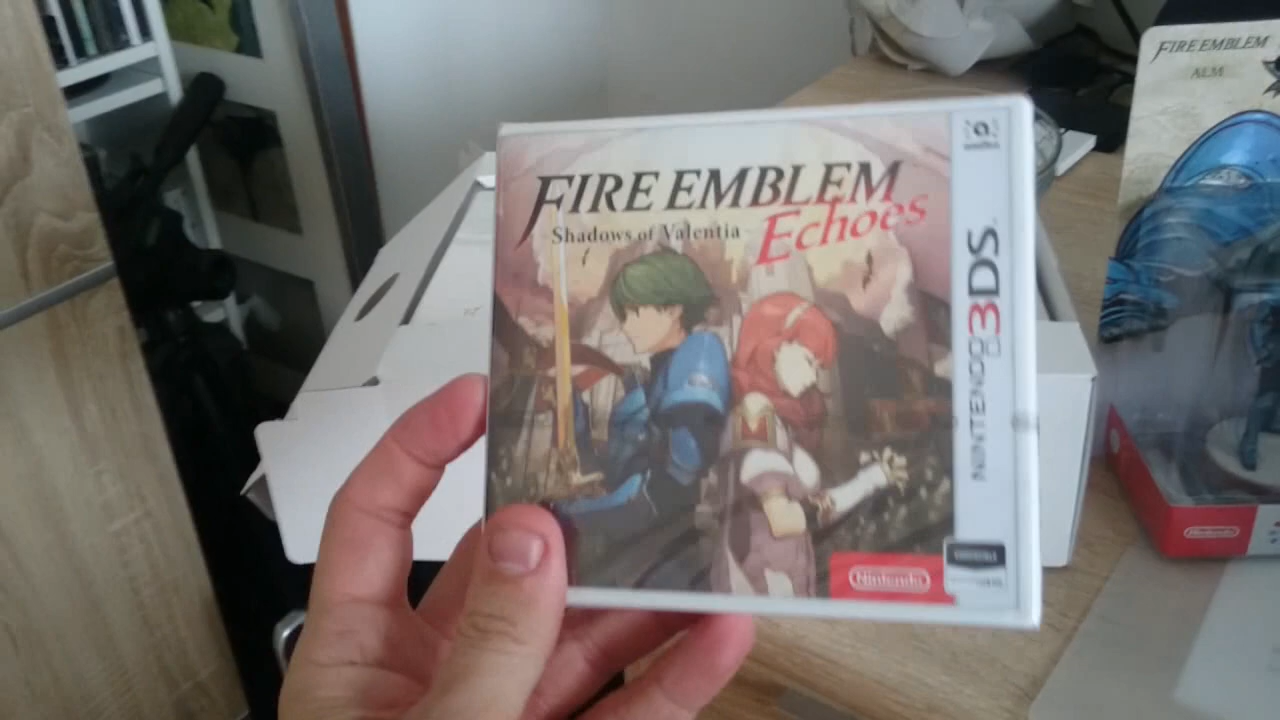 FIRE EMBLEM
Echoes
Shadows of Valentia
NINTENDO 3DS
Nintendo
FIRE EMBLEM
ALM
Nintendo